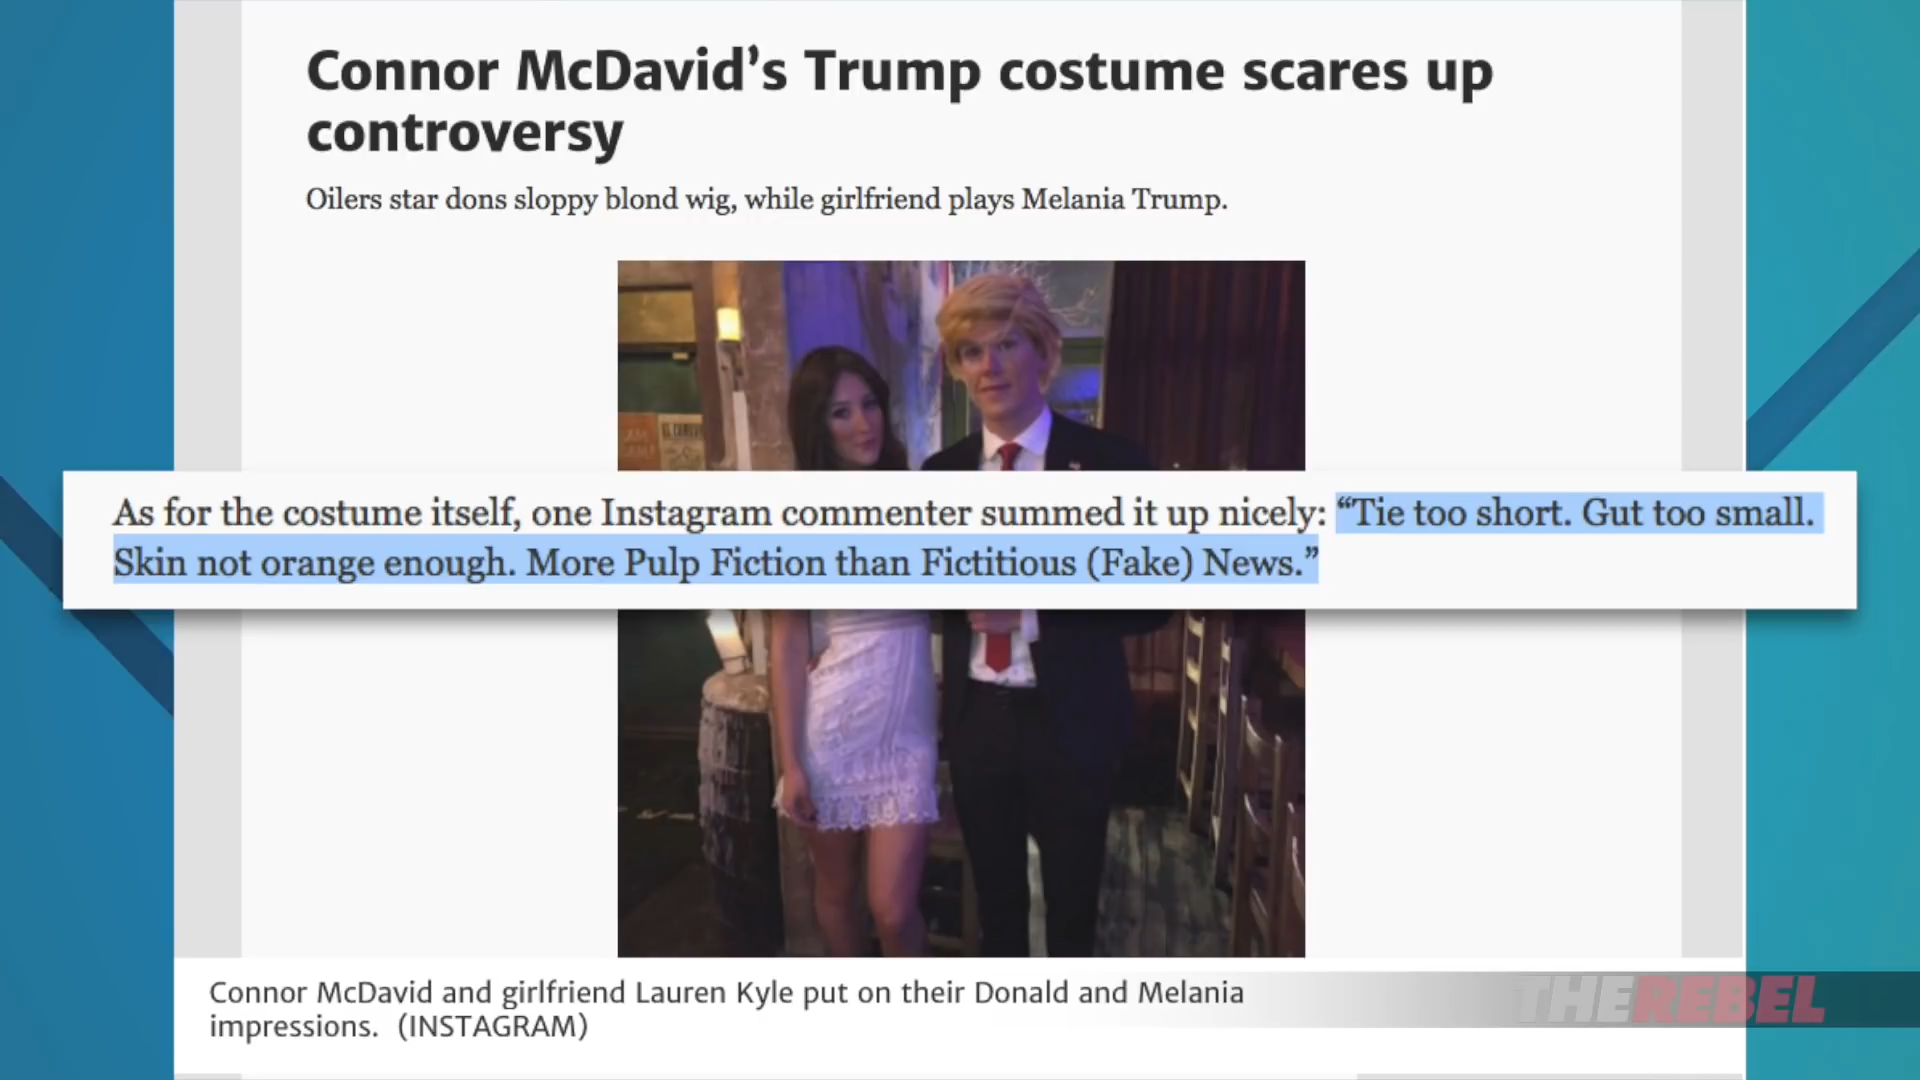 Connor McDavid’s Trump costume scares up
controversy
Oilers star dons sloppy blond wig, while girlfriend plays Melania Trump.
As for the costume itself, one Instagram commenter summed it up nicely: “Tie too short. Gut too small.
Skin not orange enough. More Pulp Fiction than Fictitious (Fake) News.”
Connor McDavid and girlfriend Lauren Kyle put on their Donald and Melania
impressions. (INSTAGRAM)
THEREBEL